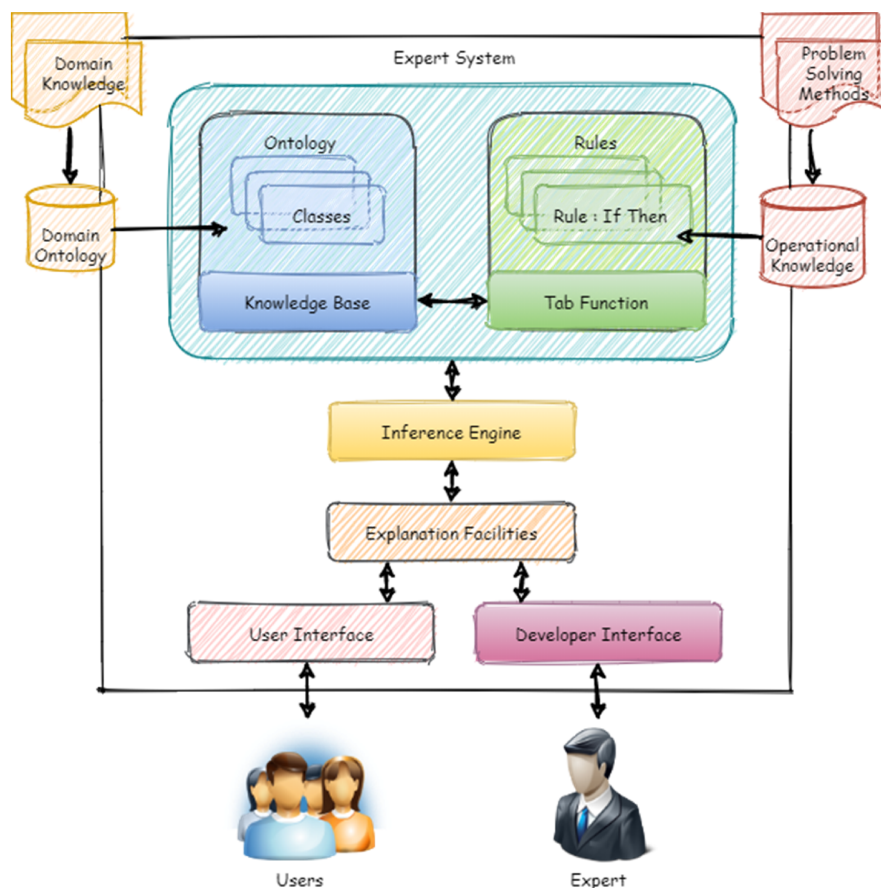 Expert System
Domain
Knowledge
Problem
Solving
Methods
Ontology
Classes
Rules
Rule : If Then
Domain
Ontology
Operational
Knowledge
Knowledge Base
Tab Function
Inference Engine
Explanation Facilities
User Interface
Developer Interface
Users
Expert